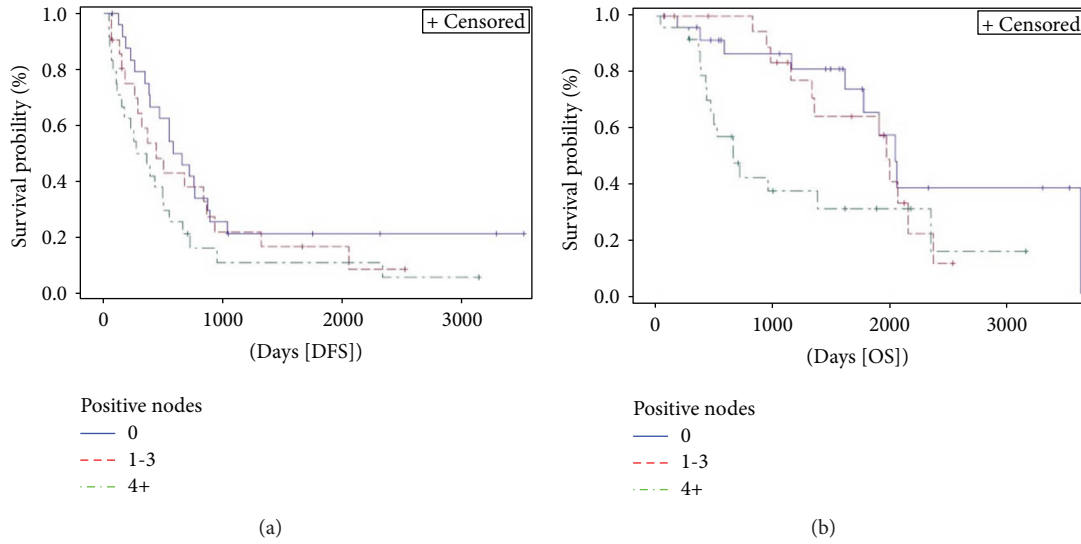 + Censored
1.0
0.8
0.6
0.4
0.2
0.0
Survival probility (%)
0 1000 2000 3000
(Days [DFS])
Positive nodes
0
1-3
4+
(a)
+ Censored
1.0
0.8
0.6
0.4
0.2
0.0
Survival probility (%)
0 1000 2000 3000
(Days [OS])
Positive nodes
0
1-3
4+
(b)